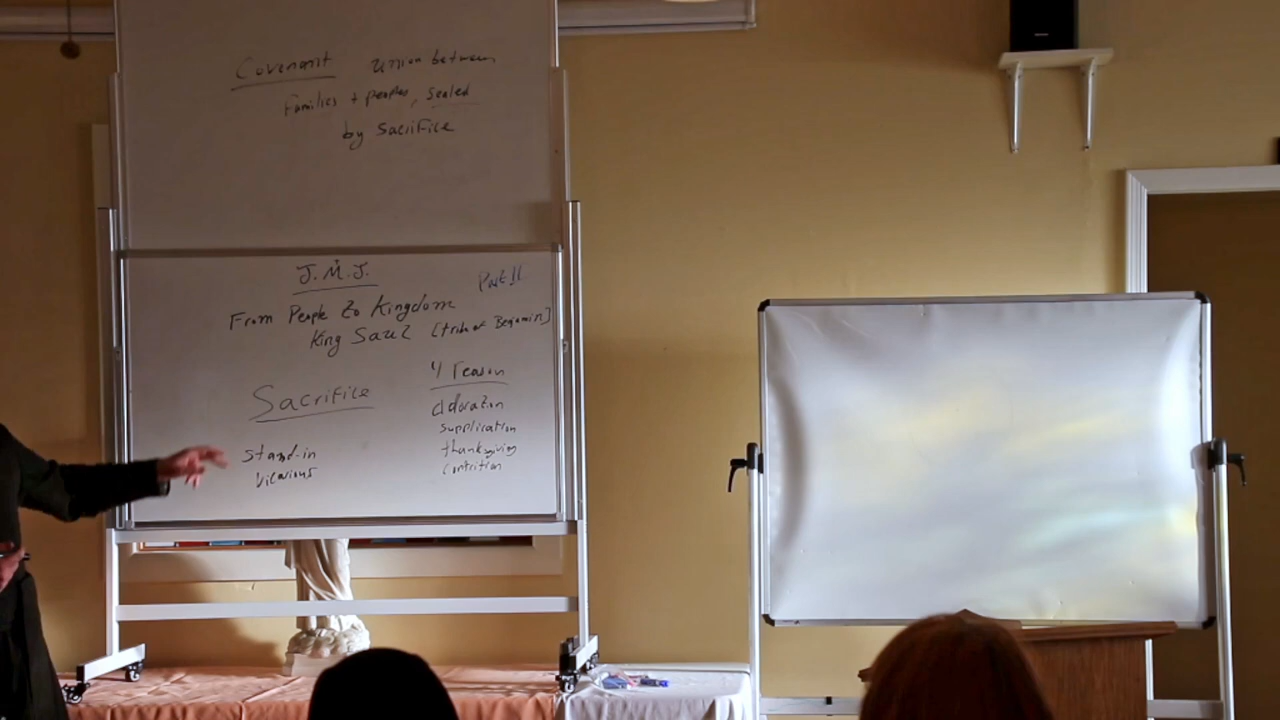 Covenant union between
Families + peoples, sealed
by sacrifice
J.M.J.
Part II
From People to Kingdom
King Saul [tribe of Benjamin]
4 reason
Sacrifice
adoration
supplication
stand-in
thanksgiving
vicarious
contrition